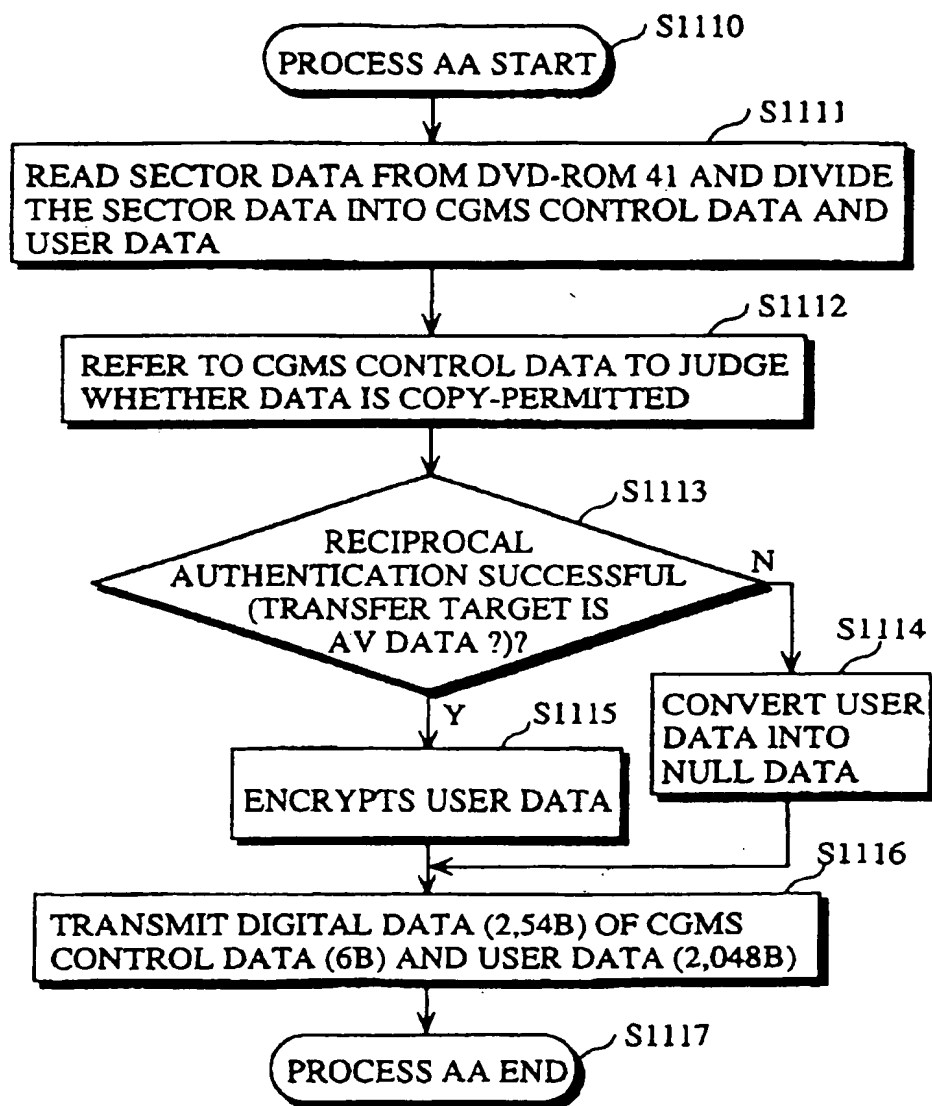 S1110
PROCESS AA START
S1111
READ SECTOR DATA FROM DVD-ROM 41 AND DIVIDE
THE SECTOR DATA INTO CGMS CONTROL DATA AND
USER DATA
S1112
REFER TO CGMS CONTROL DATA TO JUDGE
WHETHER DATA IS COPY-PERMITTED
S1113
RECIPROCAL
AUTHENTICATION SUCCESSFUL
(TRANSFER TARGET IS
AV DATA ?)?
N
S1114
CONVERT USER
DATA INTO
NULL DATA
Y
S1115
ENCRYPTS USER DATA
S1116
TRANSMIT DIGITAL DATA (2,54B) OF CGMS
CONTROL DATA (6B) AND USER DATA (2,048B)
S1117
PROCESS AA END